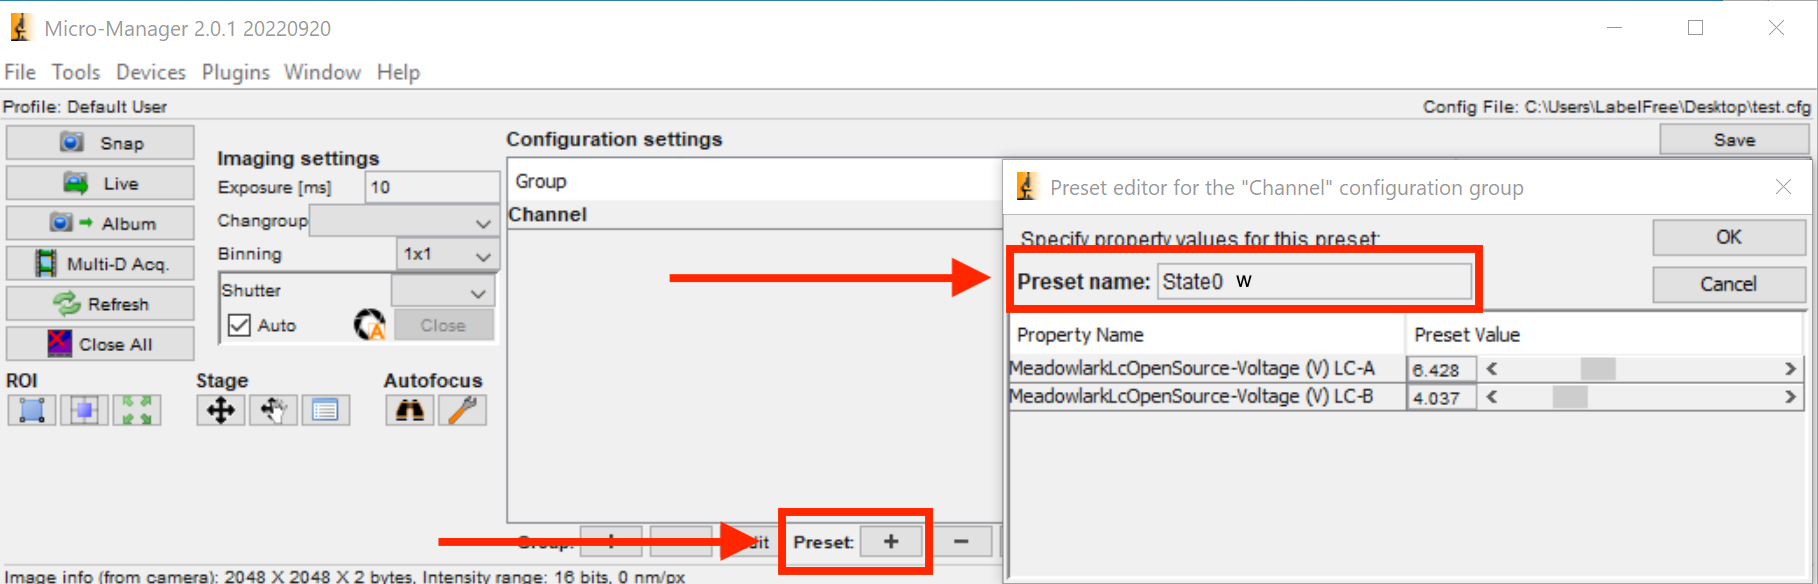 Micro-Manager 2.0.1 20220920
File Tools Devices Plugins Window Help
Profile: Default User
Config File: C:\Users\LabelFree\Desktop\test.cfg
Snap
Live
Album
Multi-D Acq.
Refresh
Close All
ROI
Stage
Autofocus
Imaging settings
Exposure [ms] 10
Changroup
Binning 1x1
Shutter
Auto
Close
Configuration settings
Save
Group
Channel
Group:
Preset: + −
Preset editor for the "Channel" configuration group
Specify property values for this preset:
OK
Preset name: State0 w
Cancel
Property Name Preset Value
MeadowlarkLcOpenSource-Voltage (V) LC-A 6.428
MeadowlarkLcOpenSource-Voltage (V) LC-B 4.037
Image info (from camera): 2048 X 2048 X 2 bytes, Intensity range: 16 bits, 0 nm/px